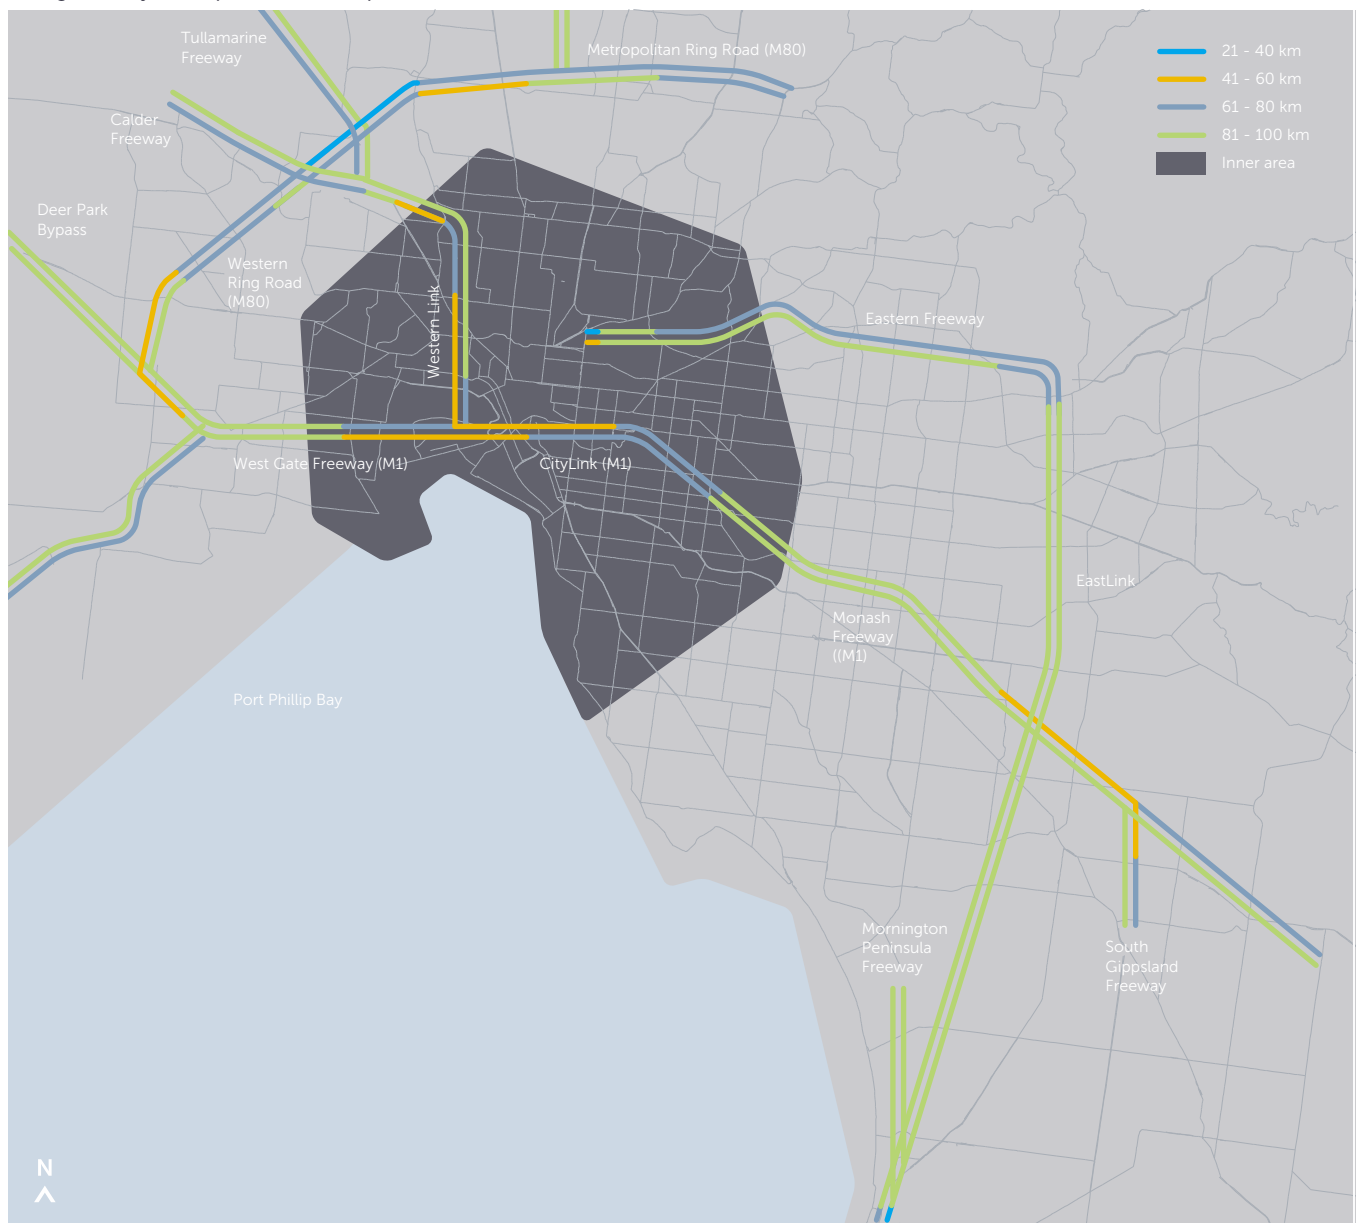 Tullamarine
Freeway
Metropolitan Ring Road (M80)
21 - 40 km
41 - 60 km
61 - 80 km
81 - 100 km
Inner area
Calder
Freeway
Deer Park
Bypass
Western
Ring Road
(M80)
Western Link
Eastern Freeway
West Gate Freeway (M1)
CityLink (M1)
EastLink
Monash
Freeway
((M1)
Port Phillip Bay
Mornington
Peninsula
Freeway
South
Gippsland
Freeway
N